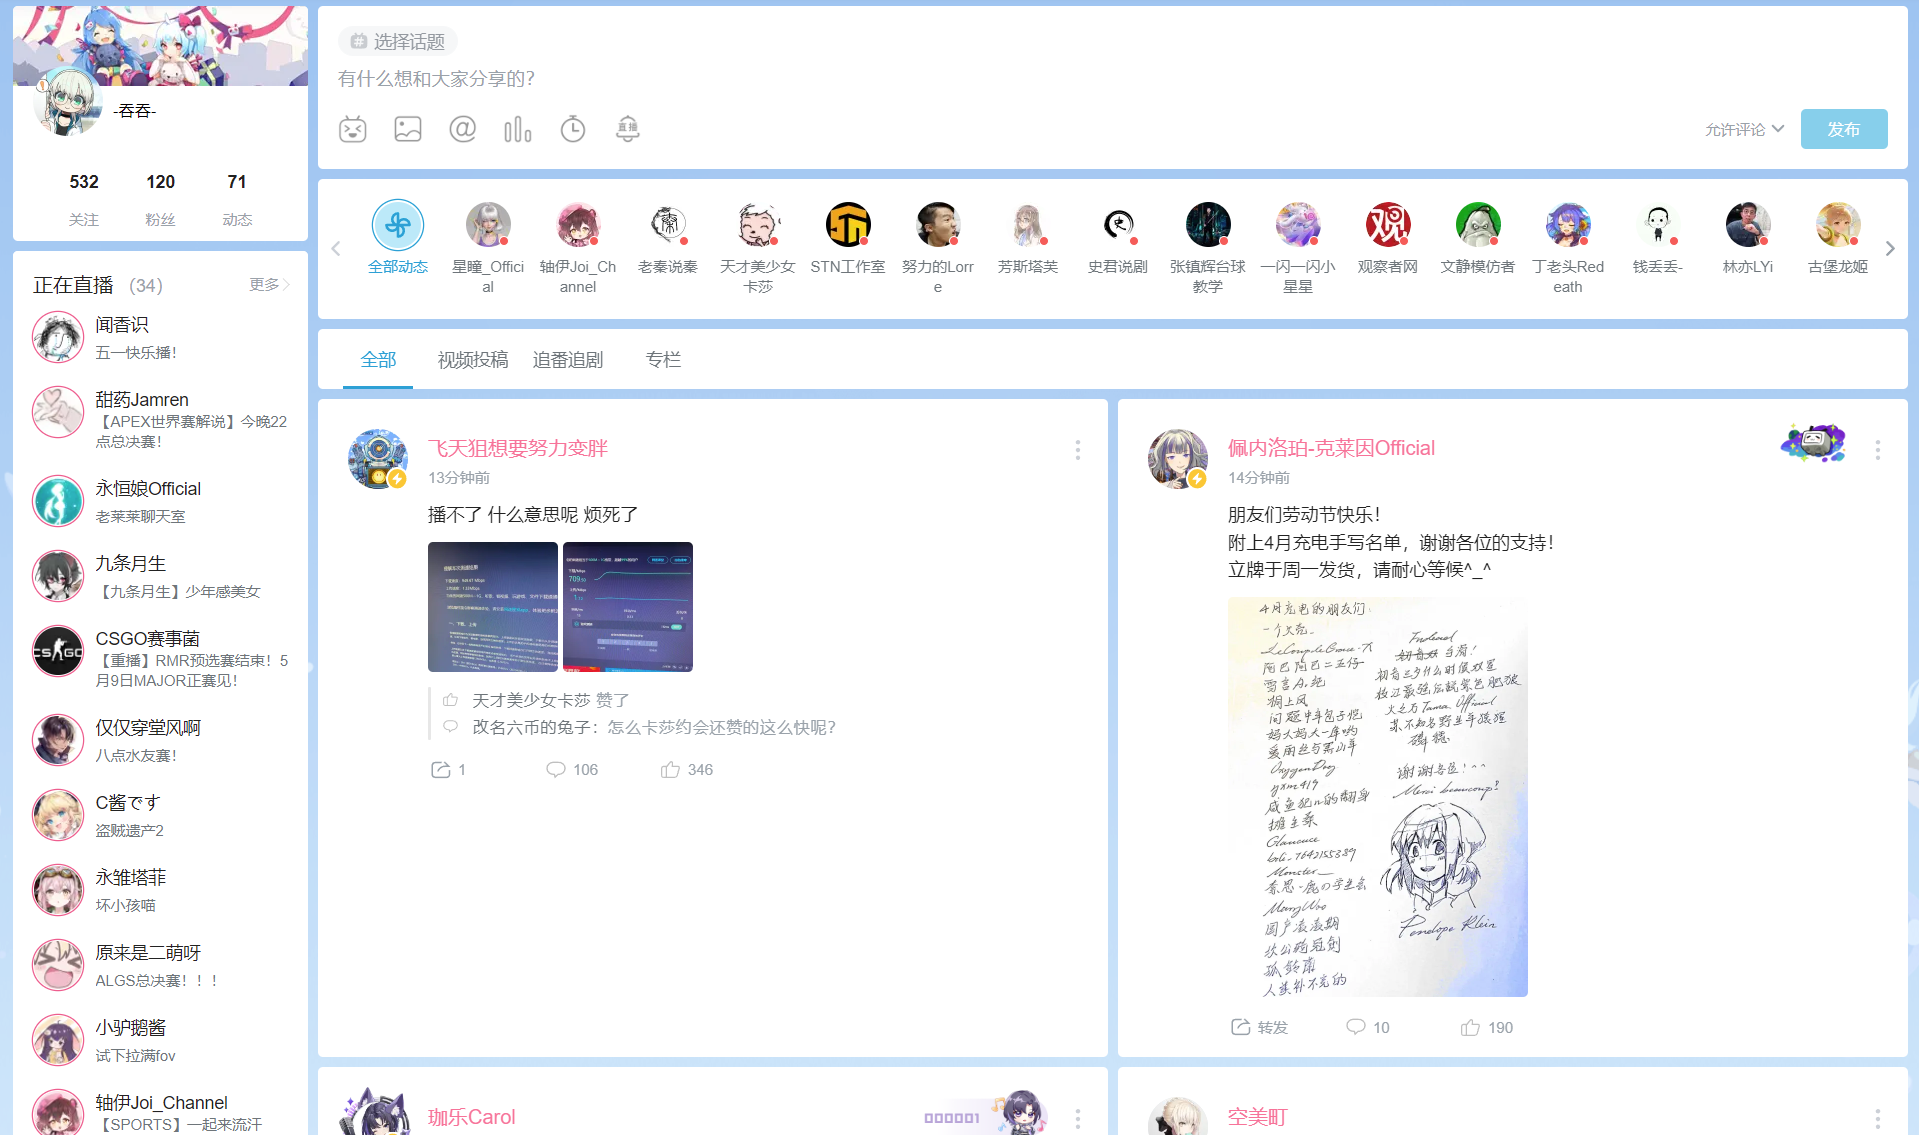 -吞吞-
532 120 71
关注 粉丝 动态
正在直播 (34) 更多
闻香识
五一快乐播！
甜药Jamren
【APEX世界赛解说】今晚22
点总决赛！
永恒娘Official
老莱莱聊天室
九条月生
【九条月生】少年感美女
CSGO赛事菌
【重播】RMR预选赛结束！5
月9日MAJOR正赛见！
仅仅穿堂风啊
八点水友赛！
C酱です
盗贼遗产2
永雏塔菲
坏小孩喵
原来是二萌呀
ALGS总决赛！！！
小驴鹅酱
试下拉满fov
轴伊Joi_Channel
【SPORTS】一起来流汗
选择话题
有什么想和大家分享的？
直播
允许评论 发布
全部动态
星瞳_Offici
al
轴伊Joi_Ch
annel
老秦说秦
天才美少女
卡莎
STN工作室
努力的Lorr
e
芳斯塔芙
史君说剧
张镇辉台球
教学
一闪一闪小
星星
观察者网
文静模仿者
丁老头Red
eath
钱丢丢-
林亦LYi
古堡龙姬
全部 视频投稿 追番追剧 专栏
飞天狙想要努力变胖
13分钟前
播不了 什么意思呢 烦死了
天才美少女卡莎 赞了
改名六币的兔子：怎么卡莎约会还赞的这么快呢？
1 106 346
佩内洛珀-克莱因Official
14分钟前
朋友们劳动节快乐！
附上4月充电手写名单，谢谢各位的支持！
立牌于周一发货，请耐心等候^_^
4月充电的朋友们：
谢谢各位！^^
Merci beaucoup!
Penelope Klein
转发 10 190
珈乐Carol
000001
空美町